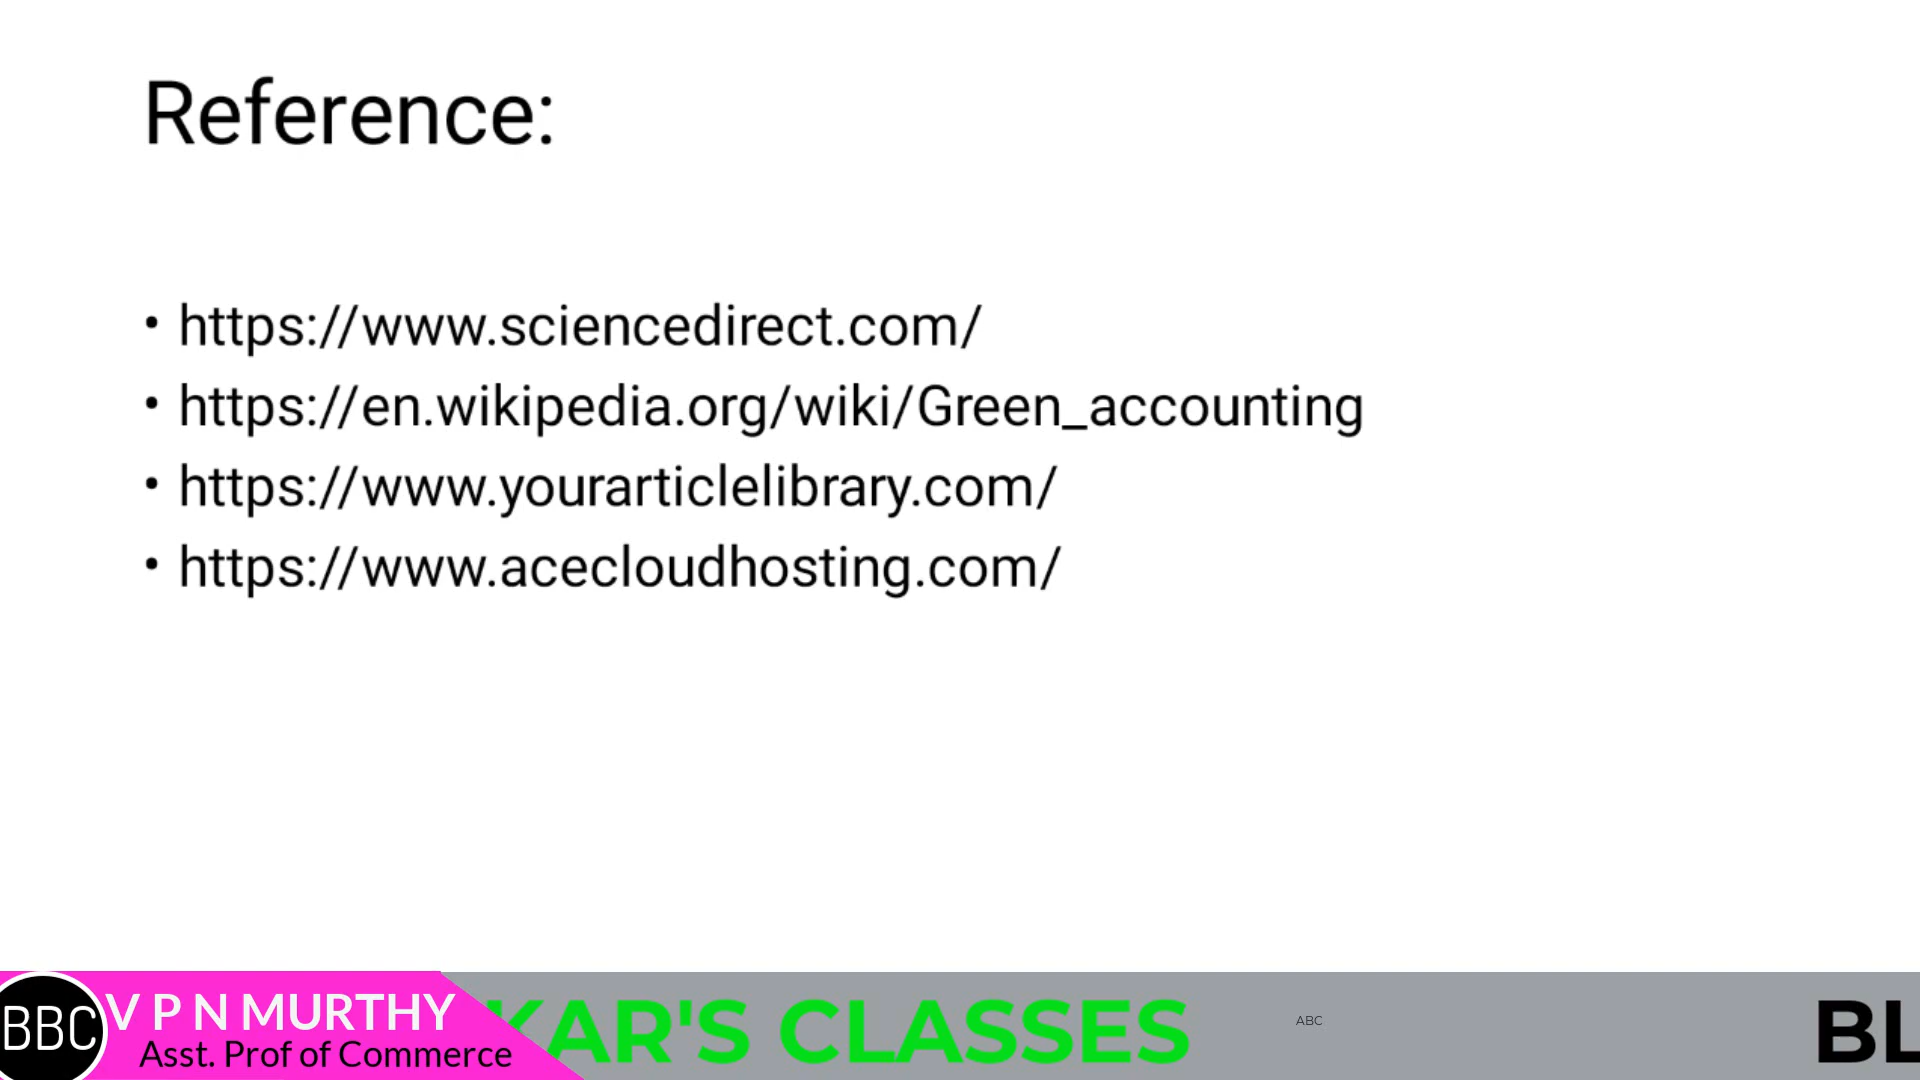 Reference:
• https://www.sciencedirect.com/
• https://en.wikipedia.org/wiki/Green_accounting
• https://www.yourarticlelibrary.com/
• https://www.acecloudhosting.com/
BBC
V P N MURTHY
Asst. Prof of Commerce
KAR'S CLASSES
ABC
BL